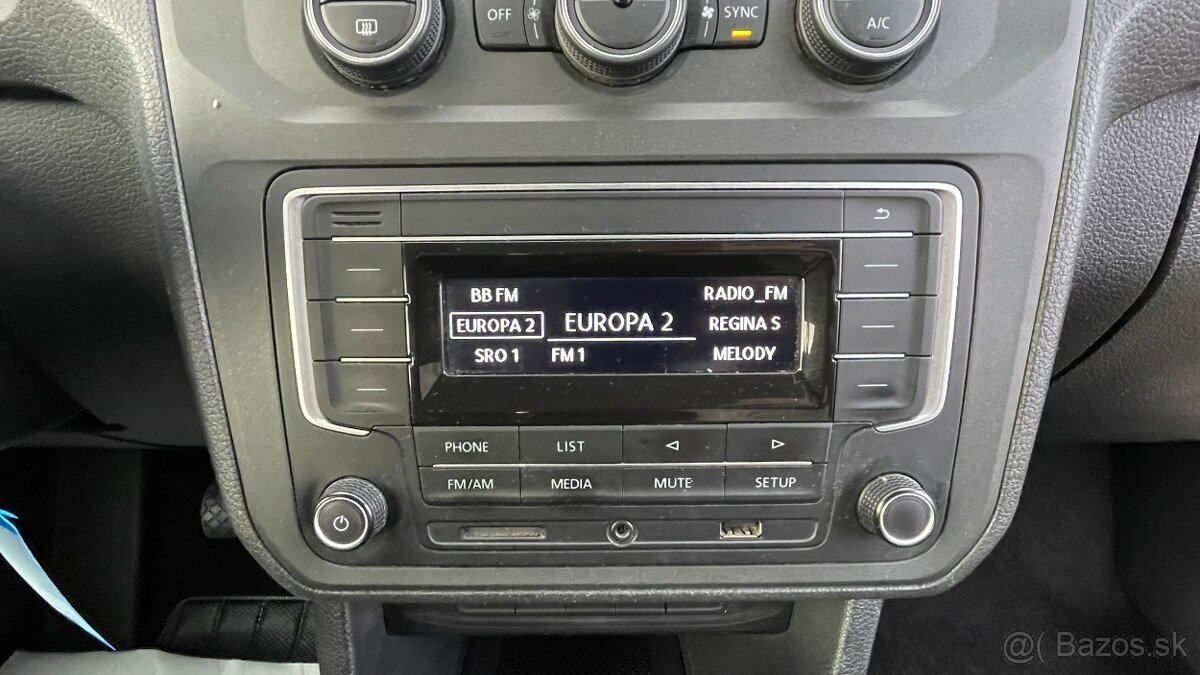 OFF
SYNC
A/C
BB FM
RADIO_FM
EUROPA 2
EUROPA 2
REGINA S
SRO 1
FM 1
MELODY
PHONE
LIST
FM/AM
MEDIA
MUTE
SETUP
@( Bazos.sk